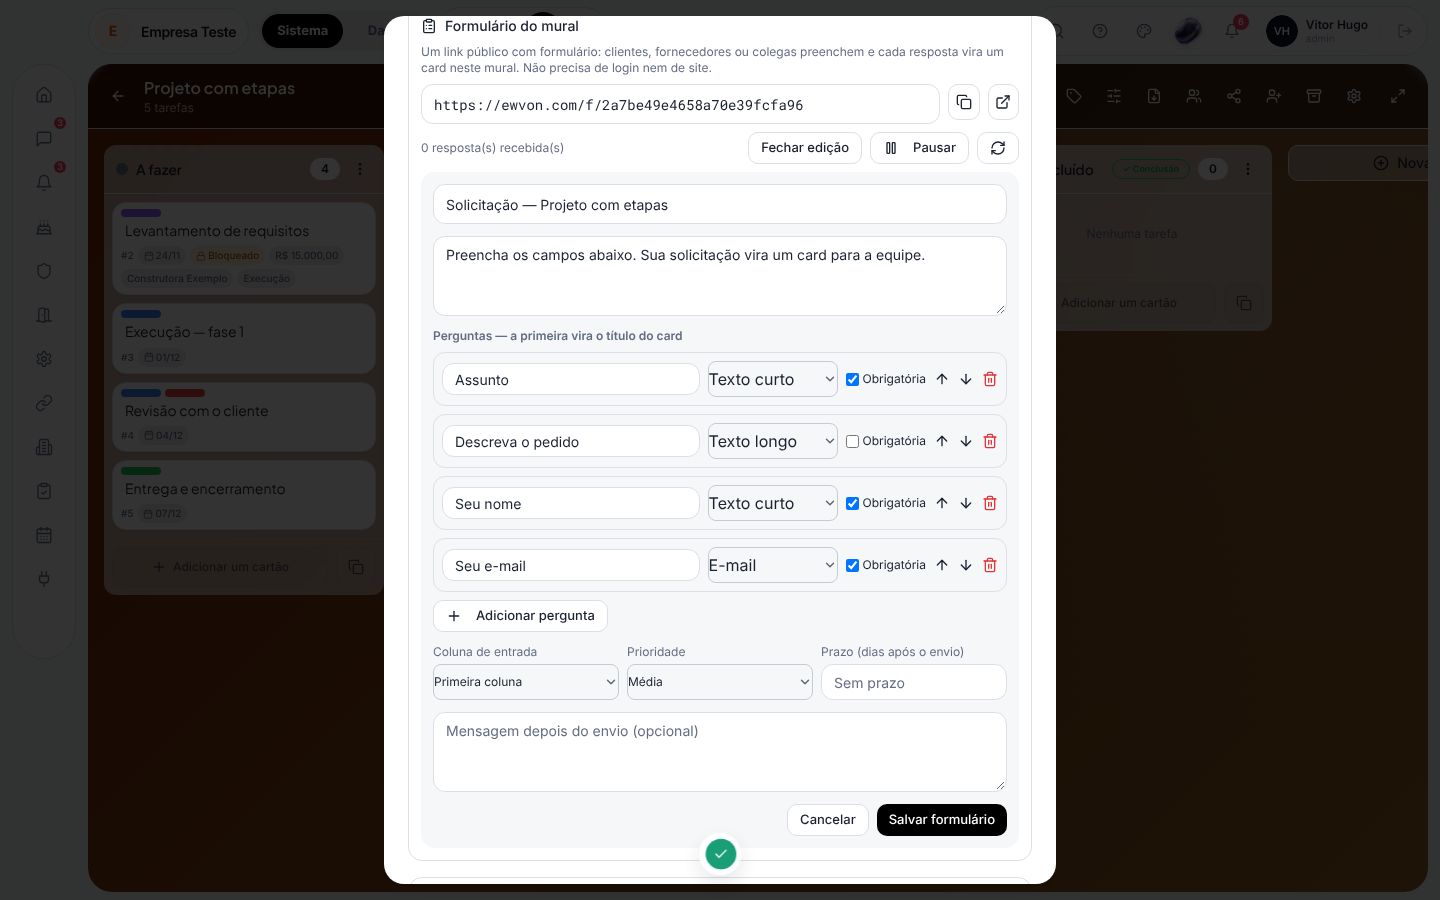 E
Empresa Teste
Sistema
Formulário do mural
Um link público com formulário: clientes, fornecedores ou colegas preenchem e cada resposta vira um
card neste mural. Não precisa de login nem de site.
6
VH
Vitor Hugo
admin
Projeto com etapas
5 tarefas
https://ewvon.com/f/2a7be49e4658a70e39fcfa96
0 resposta(s) recebida(s)
Fechar edição
Pausar
3
3
A fazer
4
Levantamento de requisitos
#2
24/11
Bloqueado
R$ 15.000,00
Construtora Exemplo
Execução
Execução — fase 1
#3
01/12
Revisão com o cliente
#4
04/12
Entrega e encerramento
#5
07/12
Adicionar um cartão
Solicitação — Projeto com etapas
Preencha os campos abaixo. Sua solicitação vira um card para a equipe.
Perguntas — a primeira vira o título do card
Assunto
Texto curto
Obrigatória
Descreva o pedido
Texto longo
Obrigatória
Seu nome
Texto curto
Obrigatória
Seu e-mail
E-mail
Obrigatória
Adicionar pergunta
Coluna de entrada
Prioridade
Prazo (dias após o envio)
Primeira coluna
Média
Sem prazo
Mensagem depois do envio (opcional)
Cancelar
Salvar formulário
cluído
Conclusão
0
Nenhuma tarefa
Adicionar um cartão
Nova